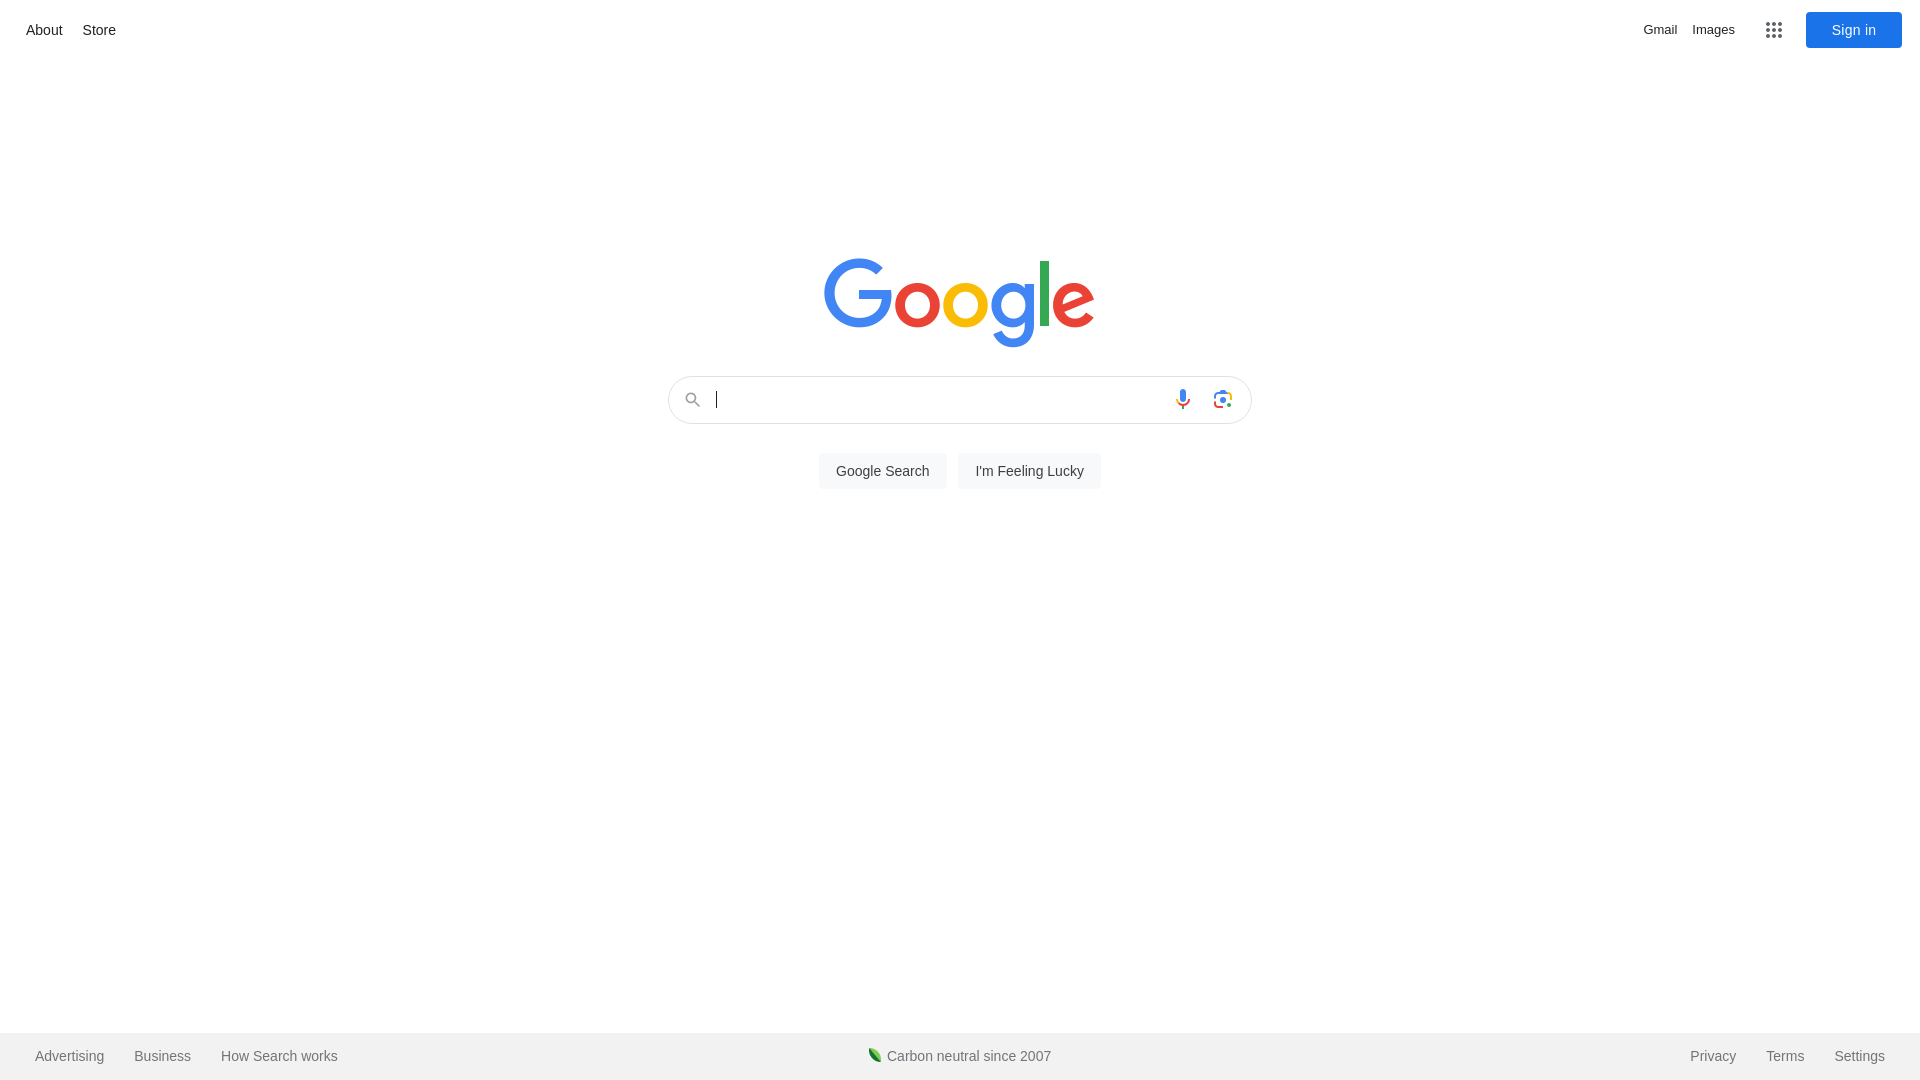 About Store Gmail Images Sign in
Google
Google Search I'm Feeling Lucky
Advertising Business How Search works Carbon neutral since 2007 Privacy Terms Settings